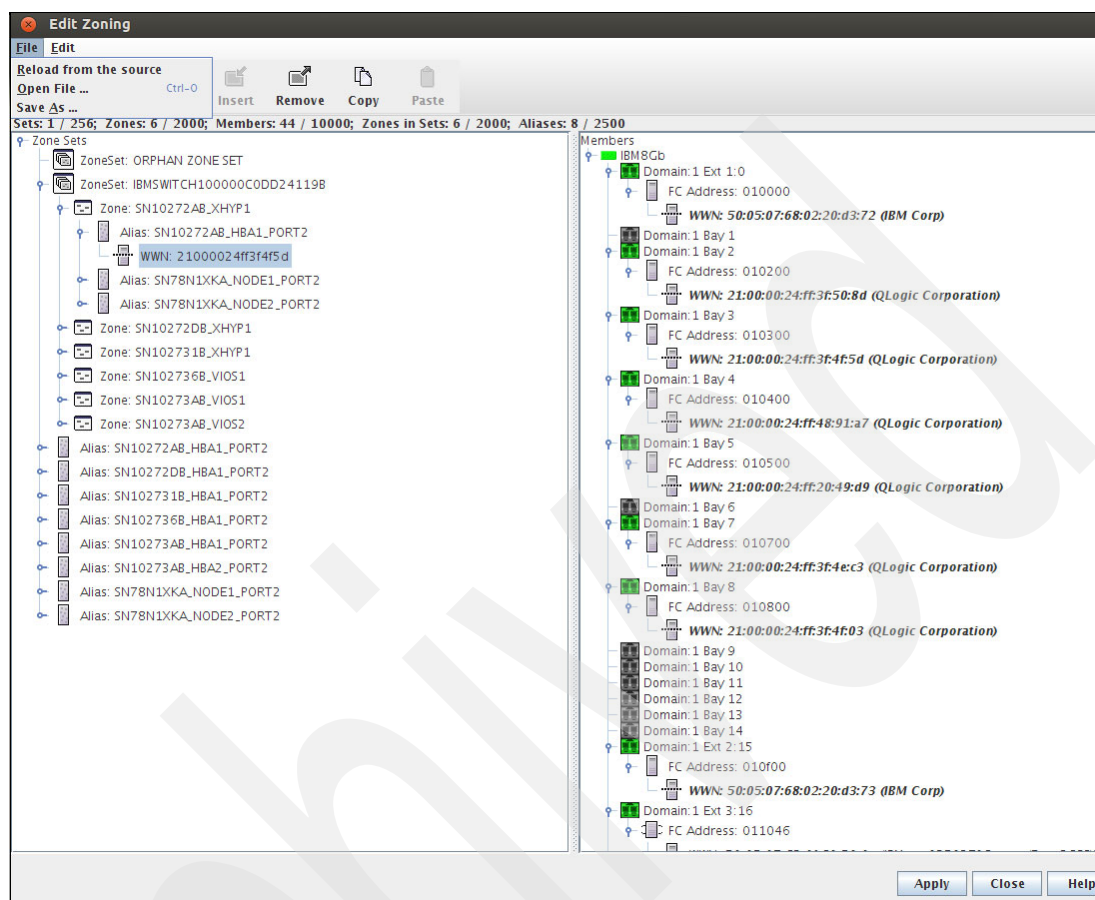 Edit Zoning
File Edit
Reload from the source
Open File ... Ctrl-O
Save As ...
Insert Remove Copy Paste
Sets: 1 / 256; Zones: 6 / 2000; Members: 44 / 10000; Zones in Sets: 6 / 2000; Aliases: 8 / 2500
Zone Sets
ZoneSet: ORPHAN ZONE SET
ZoneSet: IBMSWITCH100000C0DD24119B
Zone: SN10272AB_XHYP1
Alias: SN10272AB_HBA1_PORT2
WWN: 21000024ff3f4f5d
Alias: SN78N1XKA_NODE1_PORT2
Alias: SN78N1XKA_NODE2_PORT2
Zone: SN10272DB_XHYP1
Zone: SN102731B_XHYP1
Zone: SN102736B_VIOS1
Zone: SN10273AB_VIOS1
Zone: SN10273AB_VIOS2
Alias: SN10272AB_HBA1_PORT2
Alias: SN10272DB_HBA1_PORT2
Alias: SN102731B_HBA1_PORT2
Alias: SN102736B_HBA1_PORT2
Alias: SN10273AB_HBA1_PORT2
Alias: SN10273AB_HBA2_PORT2
Alias: SN78N1XKA_NODE1_PORT2
Alias: SN78N1XKA_NODE2_PORT2
Members
IBM8Gb
Domain:1 Ext 1:0
FC Address: 010000
WWN: 50:05:07:68:02:20:d3:72 (IBM Corp)
Domain:1 Bay 1
Domain:1 Bay 2
FC Address: 010200
WWN: 21:00:00:24:ff:3f:50:8d (QLogic Corporation)
Domain:1 Bay 3
FC Address: 010300
WWN: 21:00:00:24:ff:3f:4f:5d (QLogic Corporation)
Domain:1 Bay 4
FC Address: 010400
WWN: 21:00:00:24:ff:48:91:a7 (QLogic Corporation)
Domain:1 Bay 5
FC Address: 010500
WWN: 21:00:00:24:ff:20:49:d9 (QLogic Corporation)
Domain:1 Bay 6
Domain:1 Bay 7
FC Address: 010700
WWN: 21:00:00:24:ff:3f:4e:c3 (QLogic Corporation)
Domain:1 Bay 8
FC Address: 010800
WWN: 21:00:00:24:ff:3f:4f:03 (QLogic Corporation)
Domain:1 Bay 9
Domain:1 Bay 10
Domain:1 Bay 11
Domain:1 Bay 12
Domain:1 Bay 13
Domain:1 Bay 14
Domain:1 Ext 2:15
FC Address: 010f00
WWN: 50:05:07:68:02:20:d3:73 (IBM Corp)
Domain:1 Ext 3:16
FC Address: 011046
Apply Close Help